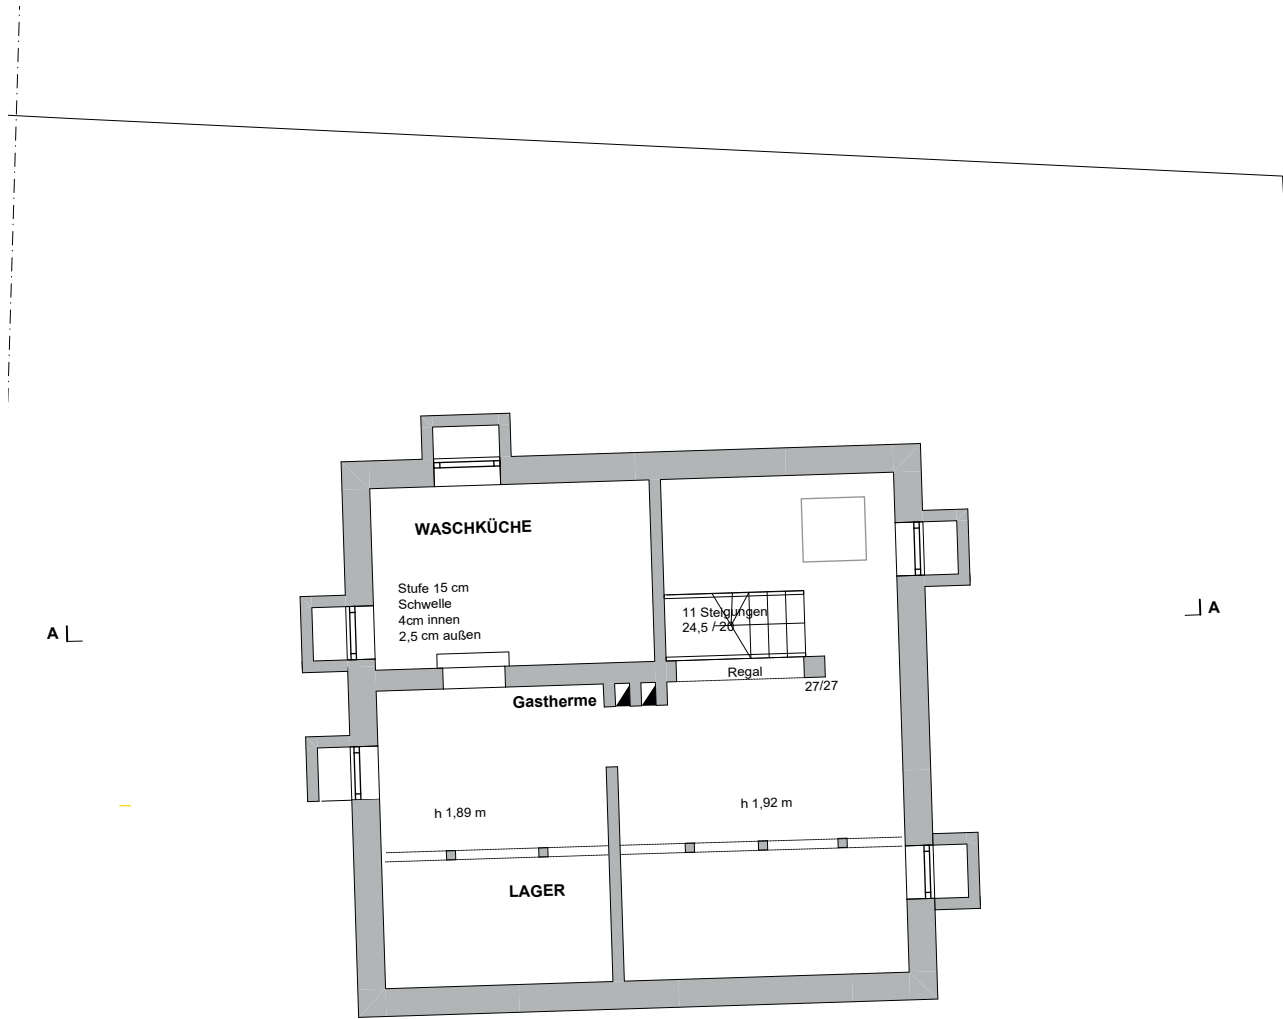 WASCHKÜCHE
Stufe 15 cm
Schwelle
4cm innen
2,5 cm außen
A
A
11 Steigungen
24,5 / 20
Regal
27/27
Gastherme
h 1,89 m
h 1,92 m
LAGER